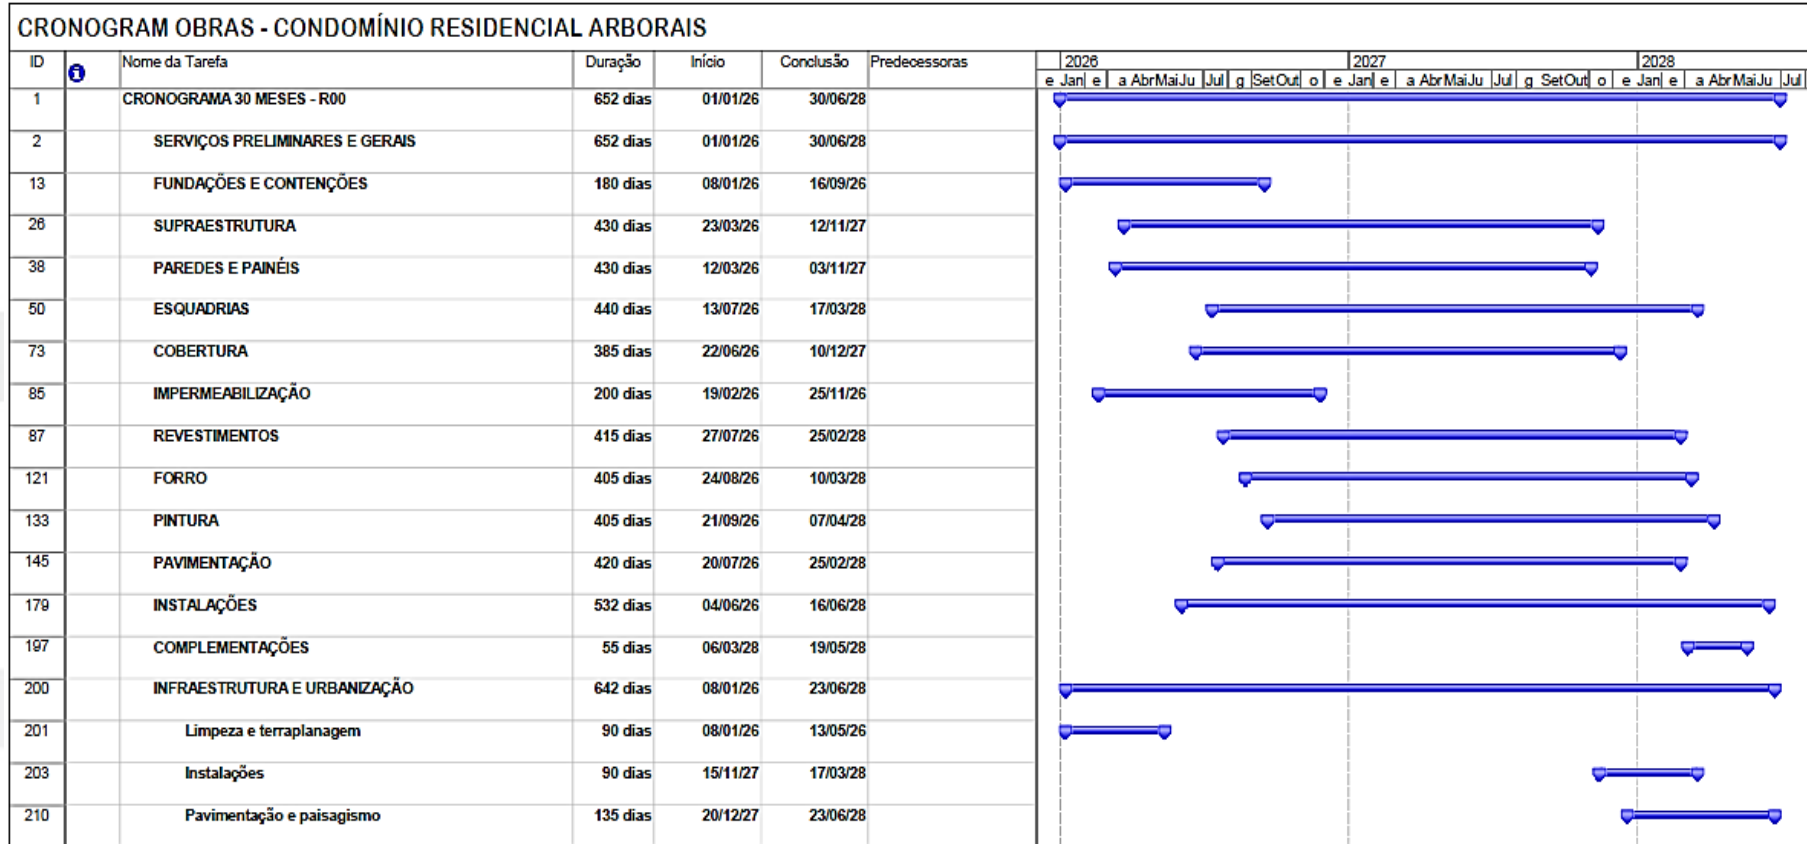 CRONOGRAM OBRAS - CONDOMÍNIO RESIDENCIAL ARBORAIS
ID Nome da Tarefa Duração Início Conclusão Predecessoras 2026 2027 2028
e Jan e a Abr Mai Ju Jul g Set Out o e Jan e a Abr Mai Ju Jul g Set Out o e Jan e a Abr Mai Ju Jul
1 CRONOGRAMA 30 MESES - R00 652 dias 01/01/26 30/06/28
2 SERVIÇOS PRELIMINARES E GERAIS 652 dias 01/01/26 30/06/28
13 FUNDAÇÕES E CONTENÇÕES 180 dias 08/01/26 16/09/26
26 SUPRAESTRUTURA 430 dias 23/03/26 12/11/27
38 PAREDES E PAINÉIS 430 dias 12/03/26 03/11/27
50 ESQUADRIAS 440 dias 13/07/26 17/03/28
73 COBERTURA 385 dias 22/06/26 10/12/27
85 IMPERMEABILIZAÇÃO 200 dias 19/02/26 25/11/26
87 REVESTIMENTOS 415 dias 27/07/26 25/02/28
121 FORRO 405 dias 24/08/26 10/03/28
133 PINTURA 405 dias 21/09/26 07/04/28
145 PAVIMENTAÇÃO 420 dias 20/07/26 25/02/28
179 INSTALAÇÕES 532 dias 04/06/26 16/06/28
197 COMPLEMENTAÇÕES 55 dias 06/03/28 19/05/28
200 INFRAESTRUTURA E URBANIZAÇÃO 642 dias 08/01/26 23/06/28
201 Limpeza e terraplanagem 90 dias 08/01/26 13/05/26
203 Instalações 90 dias 15/11/27 17/03/28
210 Pavimentação e paisagismo 135 dias 20/12/27 23/06/28